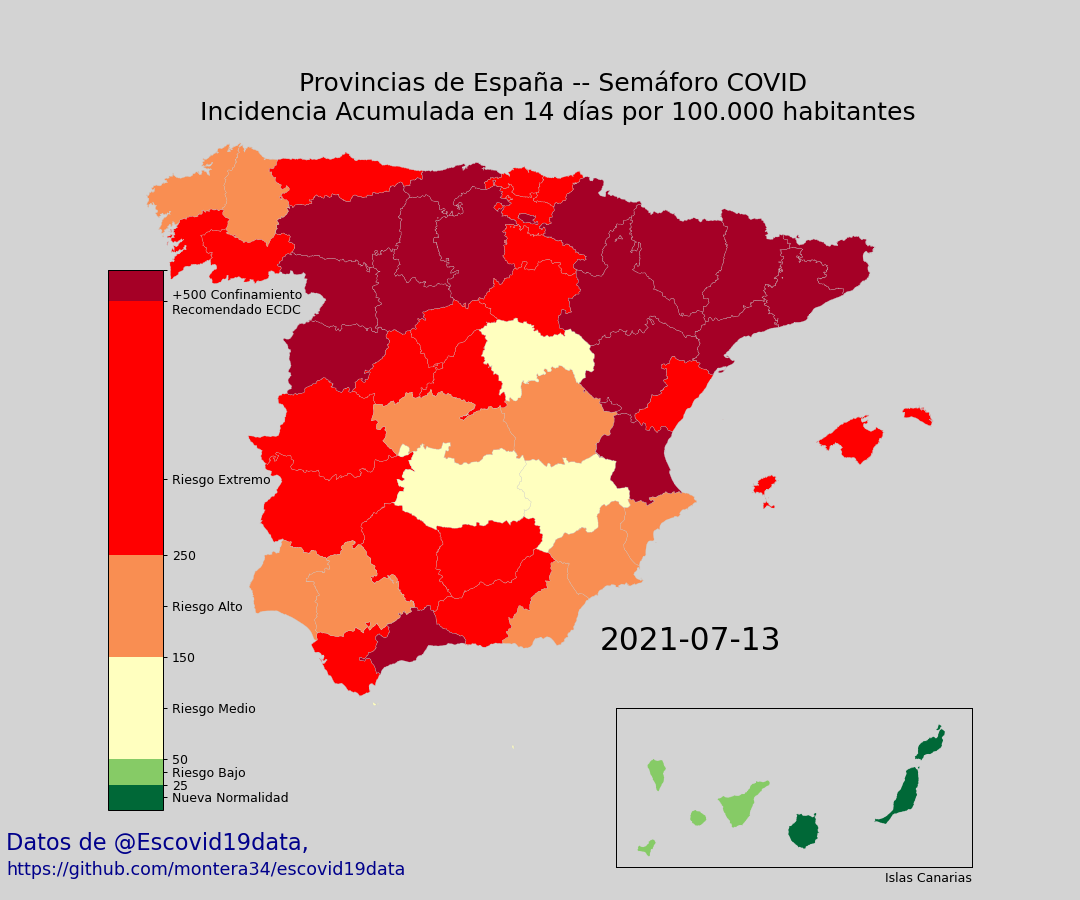 Provincias de España -- Semáforo COVID
Incidencia Acumulada en 14 días por 100.000 habitantes
+500 Confinamiento
Recomendado ECDC
Riesgo Extremo
250
Riesgo Alto
150
Riesgo Medio
50
Riesgo Bajo
25
Nueva Normalidad
2021-07-13
Islas Canarias
Datos de @Escovid19data,
https://github.com/montera34/escovid19data